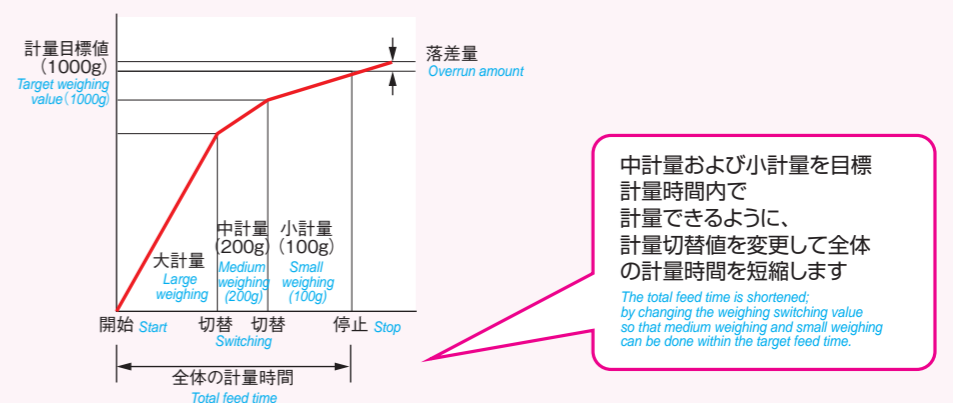 計量目標値
(1000g)
Target weighing
value(1000g)
落差量
Overrun amount
大計量
Large
weighing
中計量
(200g)
Medium
weighing
(200g)
小計量
(100g)
Small
weighing
(100g)
開始 Start
切替 切替
Switching
停止 Stop
全体の計量時間
Total feed time
中計量および小計量を目標
計量時間内で
計量できるように、
計量切替値を変更して全体
の計量時間を短縮します
The total feed time is shortened;
by changing the weighing switching value
so that medium weighing and small weighing
can be done within the target feed time.